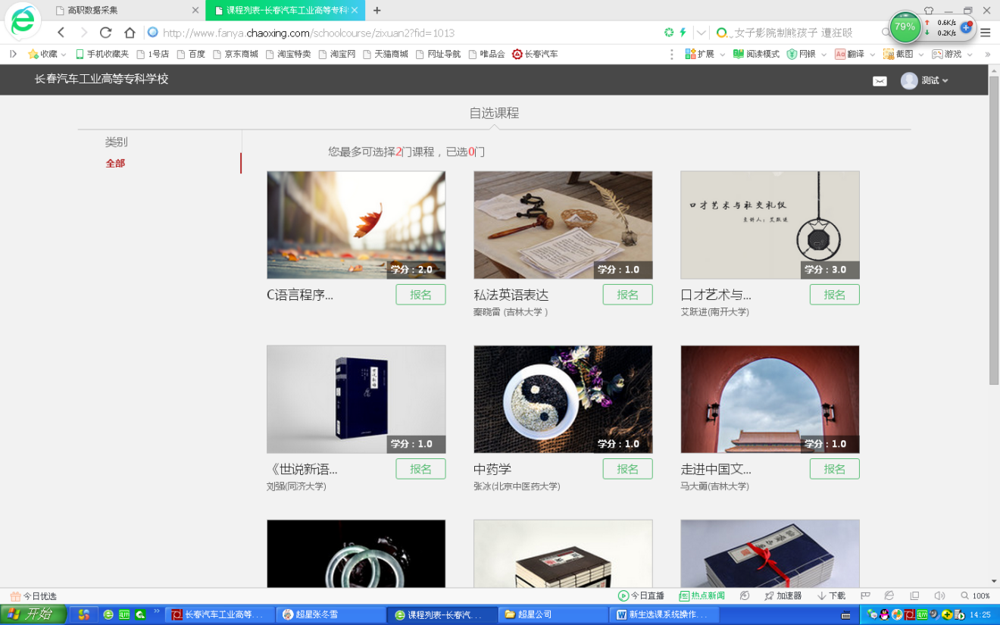 高职数据采集
课程列表-长春汽车工业高等专科
http://www.fanya.chaoxing.com/schoolcourse/zixuan2?fid=1013
女子影院制熊孩子 遭狂殴
79%
0.6K/s
0.2K/s
收藏 手机收藏夹 1号店 百度 京东商城 淘宝特卖 淘宝网 天猫商城 网址导航 唯品会 长春汽车 扩展 阅读模式 网银 翻译 截图 游戏 »
长春汽车工业高等专科学校
测试
自选课程
类别
全部
您最多可选择2门课程，已选0门
学分：2.0
学分：1.0
口才艺术与社交礼仪
主讲人：艾跃进
学分：3.0
C语言程序... 报名
私法英语表达 报名
秦晓雷 (吉林大学 )
口才艺术与... 报名
艾跃进(南开大学)
世说新语
学分：1.0
学分：1.0
学分：1.0
《世说新语... 报名
刘强(同济大学)
中药学 报名
张冰(北京中医药大学)
走进中国文... 报名
马大勇(吉林大学)
今日优选
今日直播 热点新闻 加速器 下载 100%
开始
长春汽车工业高等... 超星张冬雪 课程列表-长春汽... 超星公司 新生选课系统操作... 14:25